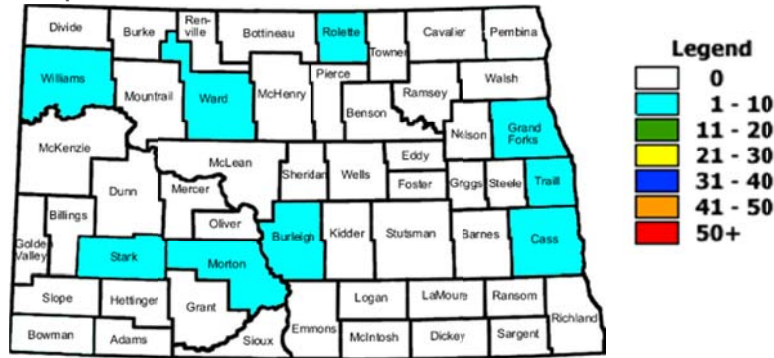 Divide
Burke
Ren-
ville
Bottineau
Rolette
Towner
Cavalier
Pembina
Williams
Mountrail
Ward
McHenry
Pierce
Benson
Ramsey
Walsh
McKenzie
McLean
Sheridan
Wells
Eddy
Foster
Nelson
Grand
Forks
Griggs
Steele
Traill
Dunn
Mercer
Oliver
Billings
Golden
Valley
Stark
Morton
Burleigh
Kidder
Stutsman
Barnes
Cass
Slope
Hettinger
Grant
Logan
LaMoure
Ransom
Richland
Bowman
Adams
Sioux
Emmons
McIntosh
Dickey
Sargent
Legend
0
1 - 10
11 - 20
21 - 30
31 - 40
41 - 50
50+